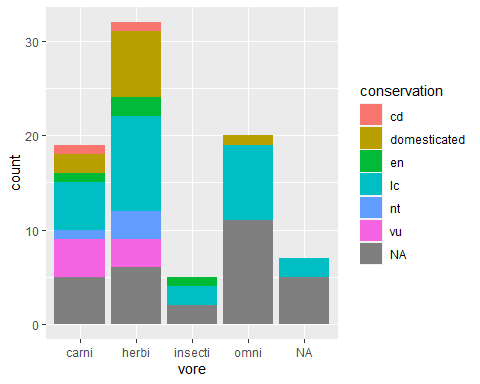 30
20
10
0
count
carni herbi insecti omni NA
vore
conservation
cd
domesticated
en
lc
nt
vu
NA